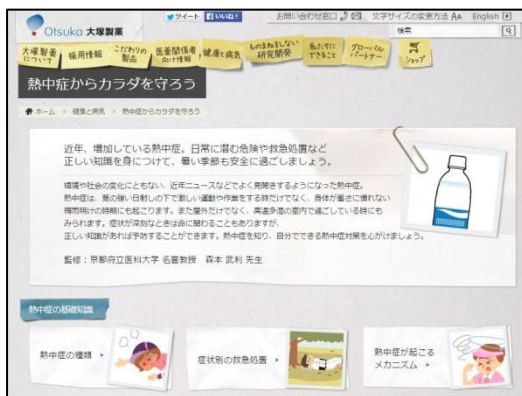 Otsuka 大塚製薬
ツイート いいね!
お問い合わせ窓口 文字サイズの変更方法 AA English
検索
大塚製薬について
採用情報
こだわりの製品
医薬関係者向け情報
健康と病気
ものまねをしない研究開発
私たちにできること
グローバルパートナー
ショップ
熱中症からカラダを守ろう
ホーム > 健康と病気 > 熱中症からカラダを守ろう
近年、増加している熱中症。日常に潜む危険や救急処置など
正しい知識を身につけて、暑い季節も安全に過ごしましょう。
環境や社会の変化にともない、近年ニュースなどでよく見聞きするようになった熱中症。
熱中症は、夏の強い日射しの下で激しい運動や作業をする時だけでなく、身体が暑さに慣れない
梅雨明けの時期にも起こります。また屋外だけでなく、高温多湿の室内で過ごしている時にも
みられます。症状が深刻なときは命に関わることもありますが、
正しい知識があれば予防することができます。熱中症を知り、自分でできる熱中症対策を心がけましょう。
監修:京都府立医科大学 名誉教授 森本 武利 先生
熱中症の基礎知識
熱中症の種類
症状別の救急処置
熱中症が起こる
メカニズム